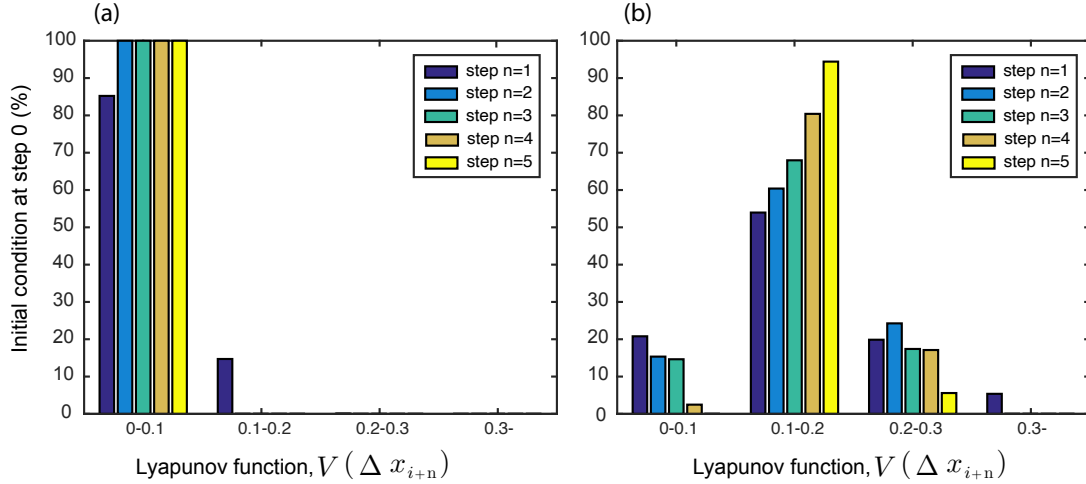 (a)
(b)
Initial condition at step 0 (%)
100
90
80
70
60
50
40
30
20
10
0
step n=1
step n=2
step n=3
step n=4
step n=5
0-0.1
0.1-0.2
0.2-0.3
0.3-
Lyapunov function, V ( Δ x_{i+n})
100
90
80
70
60
50
40
30
20
10
0
step n=1
step n=2
step n=3
step n=4
step n=5
0-0.1
0.1-0.2
0.2-0.3
0.3-
Lyapunov function, V ( Δ x_{i+n})